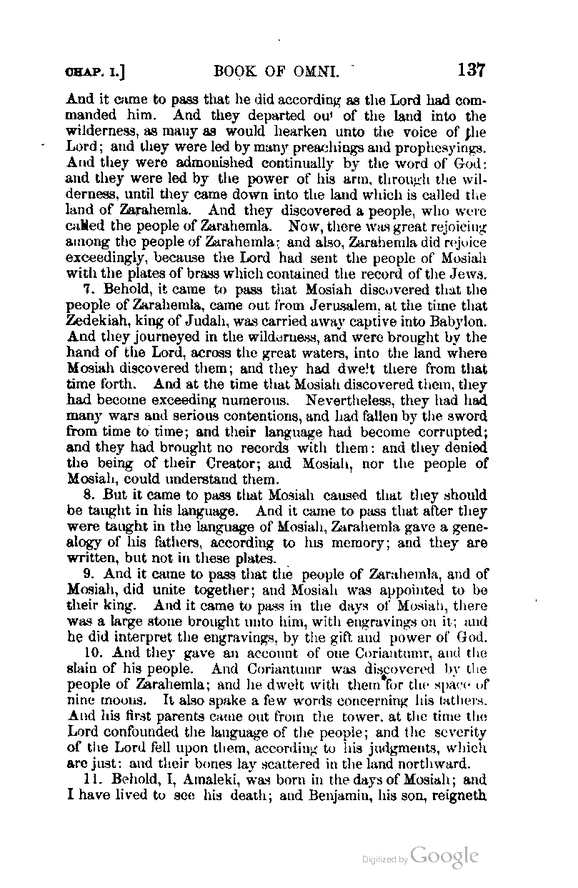 CHAP. I.] BOOK OF OMNI. 137
And it came to pass that he did according as the Lord had com-
manded him. And they departed out of the land into the
wilderness, as many as would hearken unto the voice of the
Lord; and they were led by many preachings and prophesyings.
And they were admonished continually by the word of God:
and they were led by the power of his arm, through the wil-
derness, until they came down into the land which is called the
land of Zarahemla. And they discovered a people, who were
called the people of Zarahemla. Now, there was great rejoicing
among the people of Zarahemla; and also, Zarahemla did rejoice
exceedingly, because the Lord had sent the people of Mosiah
with the plates of brass which contained the record of the Jews.
7. Behold, it came to pass that Mosiah discovered that the
people of Zarahemla, came out from Jerusalem, at the time that
Zedekiah, king of Judah, was carried away captive into Babylon.
And they journeyed in the wilderness, and were brought by the
hand of the Lord, across the great waters, into the land where
Mosiah discovered them; and they had dwelt there from that
time forth. And at the time that Mosiah discovered them, they
had become exceeding numerous. Nevertheless, they had had
many wars and serious contentions, and had fallen by the sword
from time to time; and their language had become corrupted;
and they had brought no records with them: and they denied
the being of their Creator; and Mosiah, nor the people of
Mosiah, could understand them.
8. But it came to pass that Mosiah caused that they should
be taught in his language. And it came to pass that after they
were taught in the language of Mosiah, Zarahemla gave a gene-
alogy of his fathers, according to his memory; and they are
written, but not in these plates.
9. And it came to pass that the people of Zarahemla, and of
Mosiah, did unite together; and Mosiah was appointed to be
their king. And it came to pass in the days of Mosiah, there
was a large stone brought unto him, with engravings on it; and
he did interpret the engravings, by the gift and power of God.
10. And they gave an account of one Coriantumr, and the
slain of his people. And Coriantumr was discovered by the
people of Zarahemla; and he dwelt with them for the space of
nine moons. It also spake a few words concerning his fathers.
And his first parents came out from the tower, at the time the
Lord confounded the language of the people; and the severity
of the Lord fell upon them, according to his judgments, which
are just: and their bones lay scattered in the land northward.
11. Behold, I, Amaleki, was born in the days of Mosiah; and
I have lived to see his death; and Benjamin, his son, reigneth
Digitized by Google